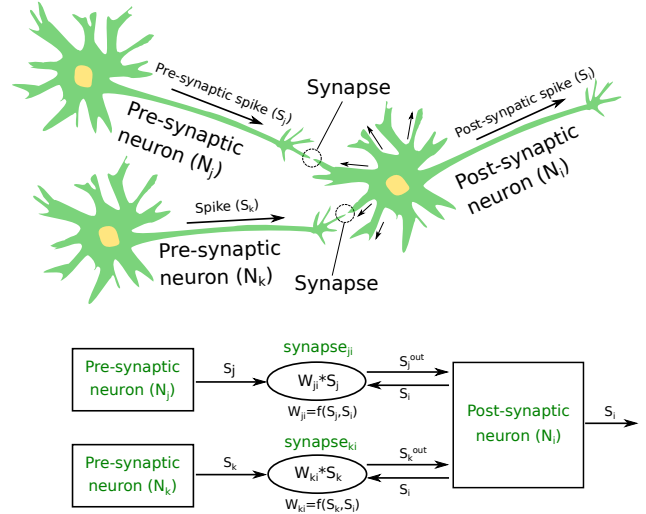 Pre-synaptic spike (Sj)
Synapse
Pre-synaptic
neuron (Nj)
Post-synpatic spike (Si)
Post-synaptic
neuron (Ni)
Spike (Sk)
Pre-synaptic
neuron (Nk)
Synapse
synapseji
Pre-synaptic
neuron (Nj)
Sj
Wji*Sj
Sjout
Si
Wji=f(Sj,Si)
Post-synaptic
neuron (Ni)
Si
synapseki
Pre-synaptic
neuron (Nk)
Sk
Wki*Sk
Skout
Si
Wki=f(Sk,Si)